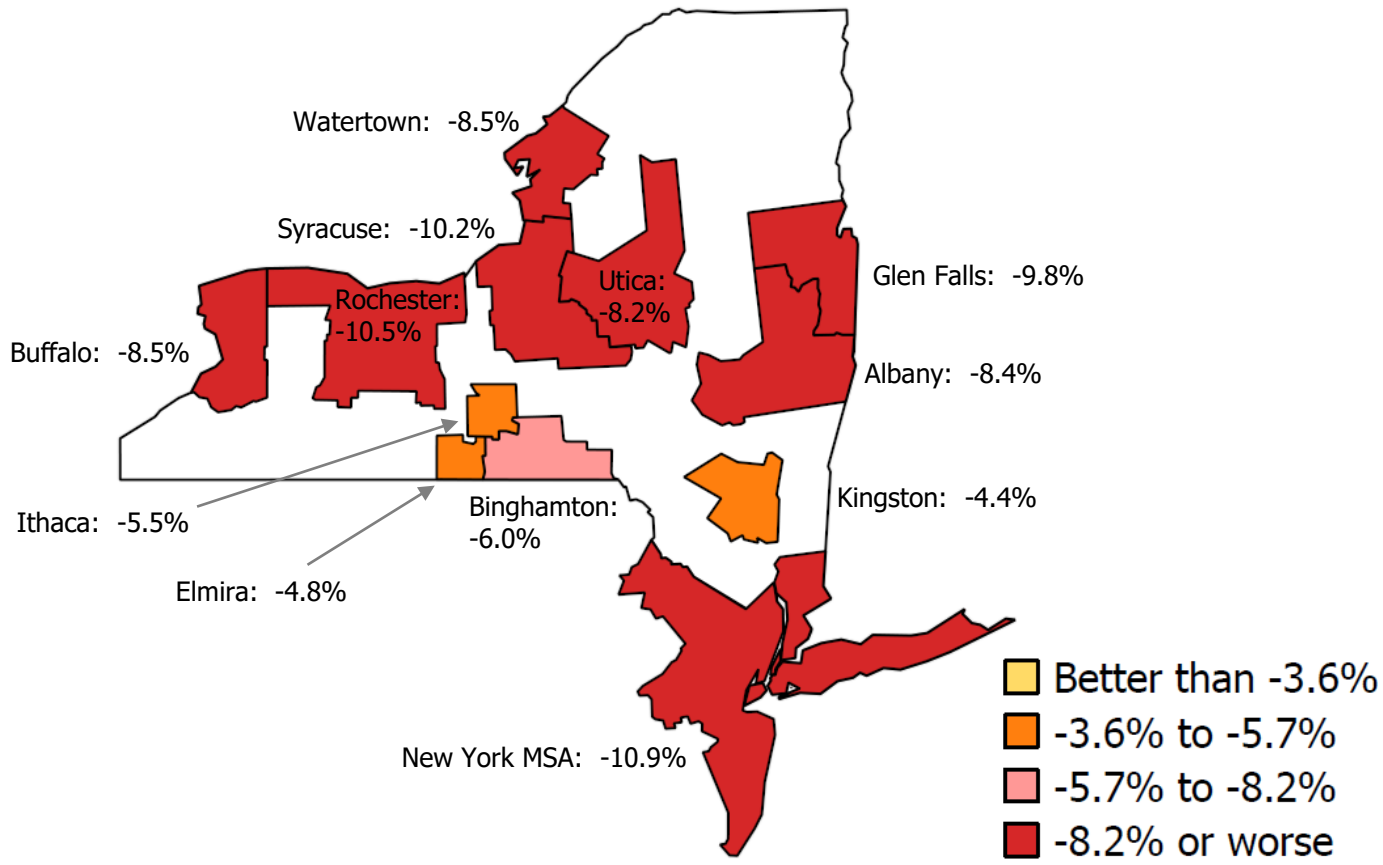 Watertown: -8.5%
Syracuse: -10.2%
Utica:
-8.2%
Glen Falls: -9.8%
Rochester:
-10.5%
Buffalo: -8.5%
Albany: -8.4%
Ithaca: -5.5%
Binghamton:
-6.0%
Kingston: -4.4%
Elmira: -4.8%
New York MSA: -10.9%
Better than -3.6%
-3.6% to -5.7%
-5.7% to -8.2%
-8.2% or worse